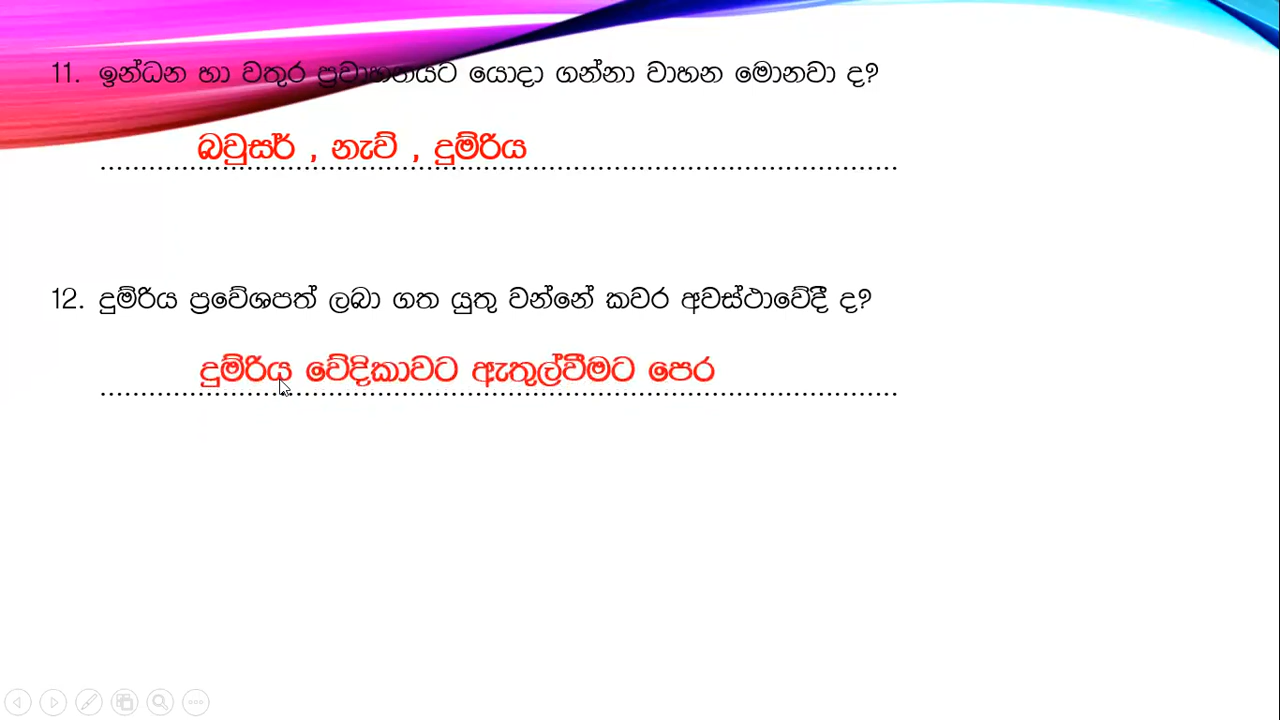 11. ඉන්ධන හා වතුර ප්‍රවාහනයට යොදා ගන්නා වාහන මොනවා ද?
බවුසර් , නැව් , දුම්රිය
12. දුම්රිය ප්‍රවේශපත් ලබා ගත යුතු වන්නේ කවර අවස්ථාවේදී ද?
දුම්රිය වේදිකාවට ඇතුල්වීමට පෙර